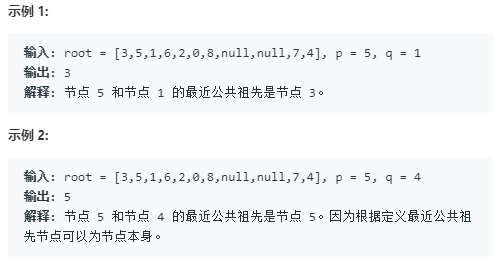 示例 1:
输入: root = [3,5,1,6,2,0,8,null,null,7,4], p = 5, q = 1
输出: 3
解释: 节点 5 和节点 1 的最近公共祖先是节点 3。
示例 2:
输入: root = [3,5,1,6,2,0,8,null,null,7,4], p = 5, q = 4
输出: 5
解释: 节点 5 和节点 4 的最近公共祖先是节点 5。因为根据定义最近公共祖
先节点可以为节点本身。